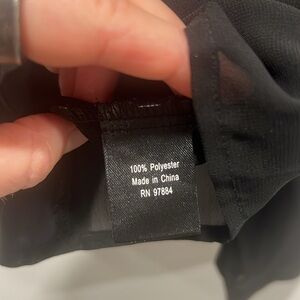 100% Polyester
Made in China
RN 97884